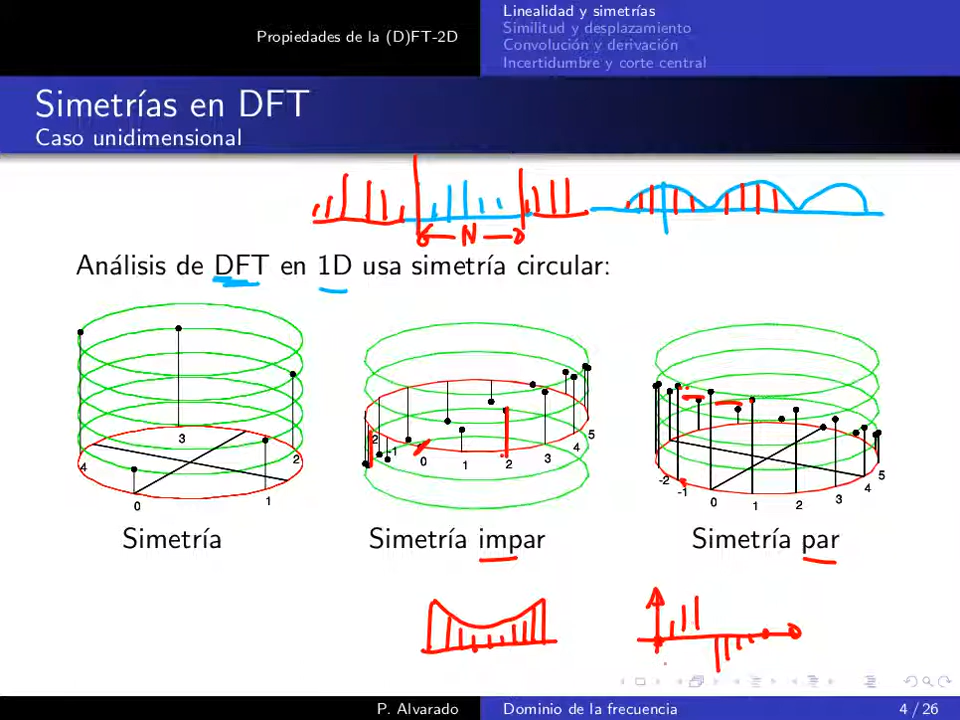 Propiedades de la (D)FT-2D
Linealidad y simetrías
Similitud y desplazamiento
Convolución y derivación
Incertidumbre y corte central
Simetrías en DFT
Caso unidimensional
N
Análisis de DFT en 1D usa simetría circular:
4 3 2 0 1
-2 -1 0 1 2 3 4 5
-2 -1 0 1 2 3 4 5
Simetría
Simetría impar
Simetría par
P. Alvarado
Dominio de la frecuencia
4 / 26